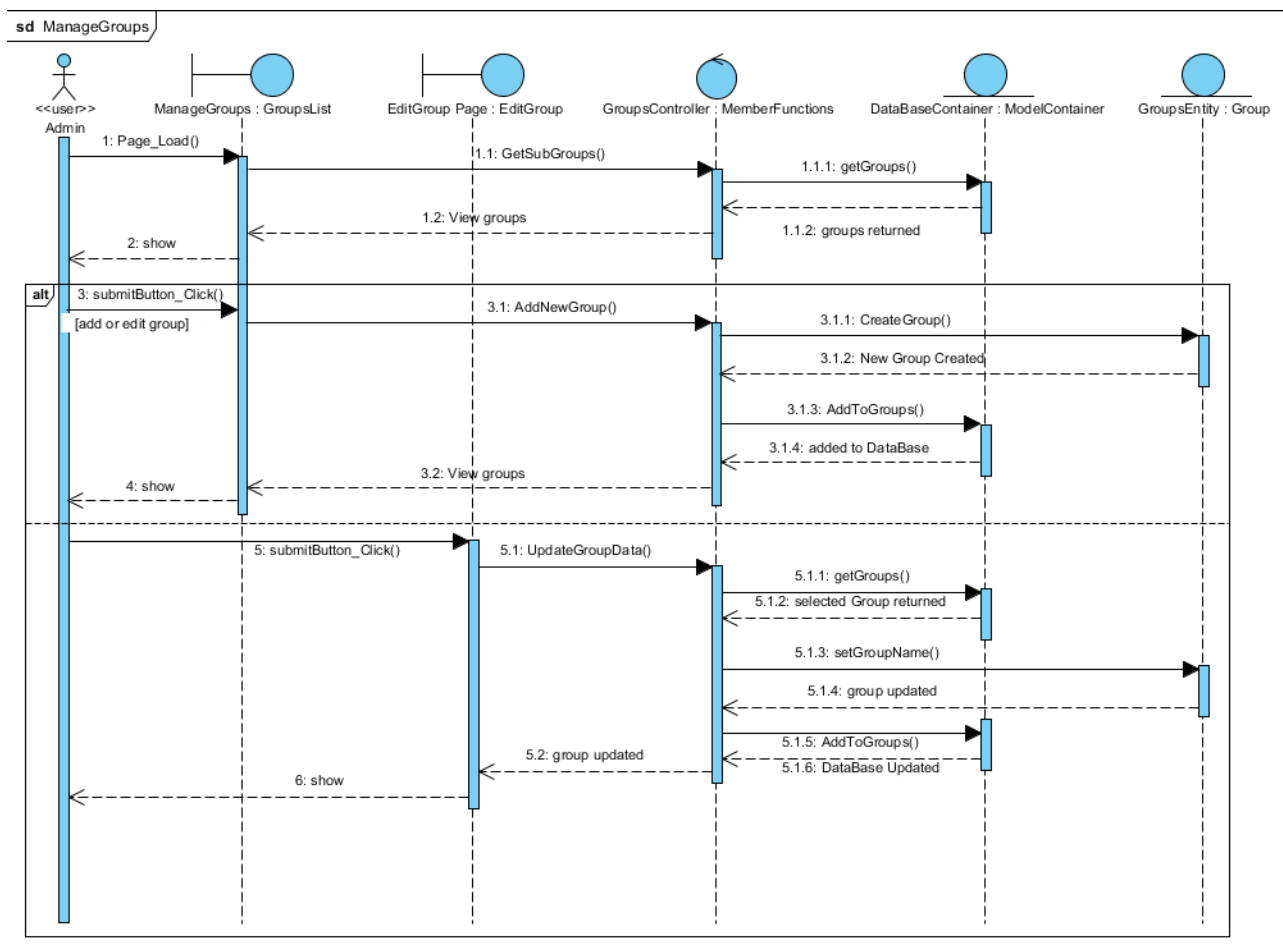 sd ManageGroups
<<user>>
Admin
ManageGroups : GroupsList
EditGroup Page : EditGroup
GroupsController : MemberFunctions
DataBaseContainer : ModelContainer
GroupsEntity : Group
1: Page_Load()
1.1: GetSubGroups()
1.1.1: getGroups()
1.2: View groups
1.1.2: groups returned
2: show
alt
3: submitButton_Click()
[add or edit group]
3.1: AddNewGroup()
3.1.1: CreateGroup()
3.1.2: New Group Created
3.1.3: AddToGroups()
3.1.4: added to DataBase
3.2: View groups
4: show
5: submitButton_Click()
5.1: UpdateGroupData()
5.1.1: getGroups()
5.1.2: selected Group returned
5.1.3: setGroupName()
5.1.4: group updated
5.1.5: AddToGroups()
5.2: group updated
5.1.6: DataBase Updated
6: show